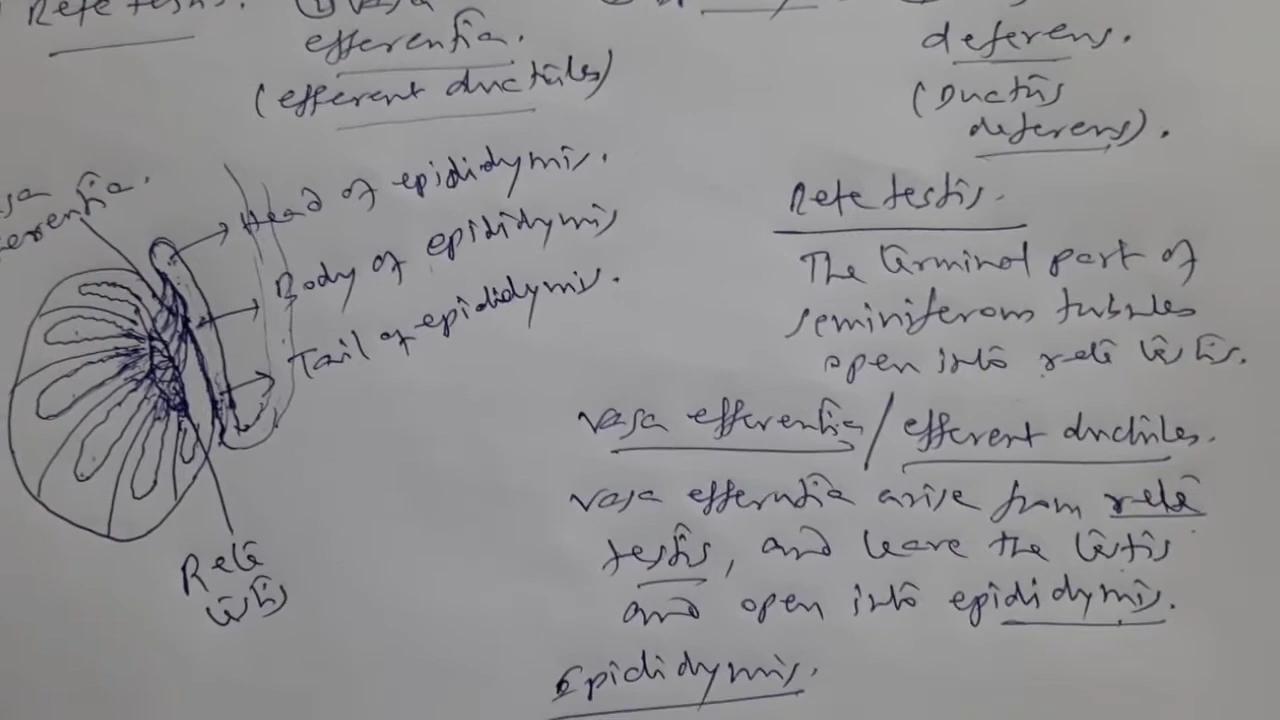 Rete testis.
① Vasa
efferentia.
(efferent ductules)
deferens.
(Ductus
deferens).
Head of epididymis.
Body of epididymis
Tail of epididymis.
Rete
testis
Rete testis.
The terminal part of
seminiferous tubules
open into rete testis.
Vasa efferentia/efferent ductules.
Vasa efferentia arise from rete
testis, and leave the testis
and open into epididymis.
Epididymis.